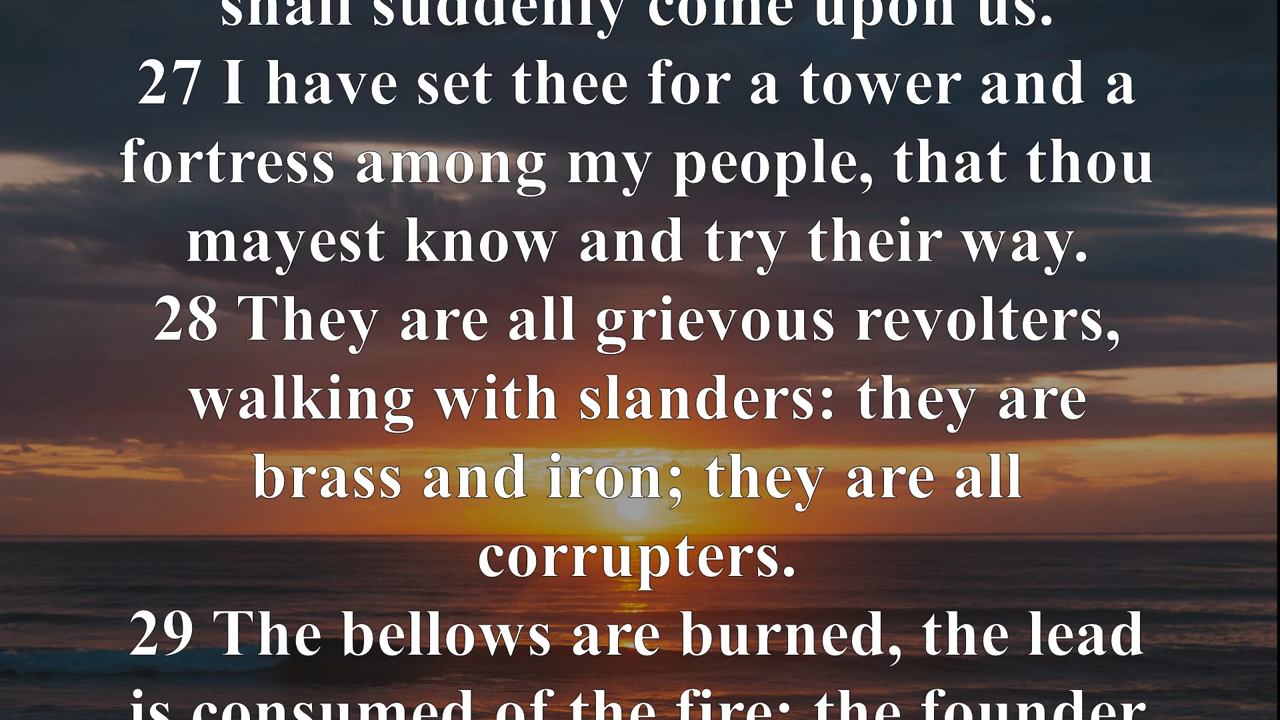 shall suddenly come upon us.
27 I have set thee for a tower and a
fortress among my people, that thou
mayest know and try their way.
28 They are all grievous revolters,
walking with slanders: they are
brass and iron; they are all
corrupters.
29 The bellows are burned, the lead
is consumed of the fire; the founder